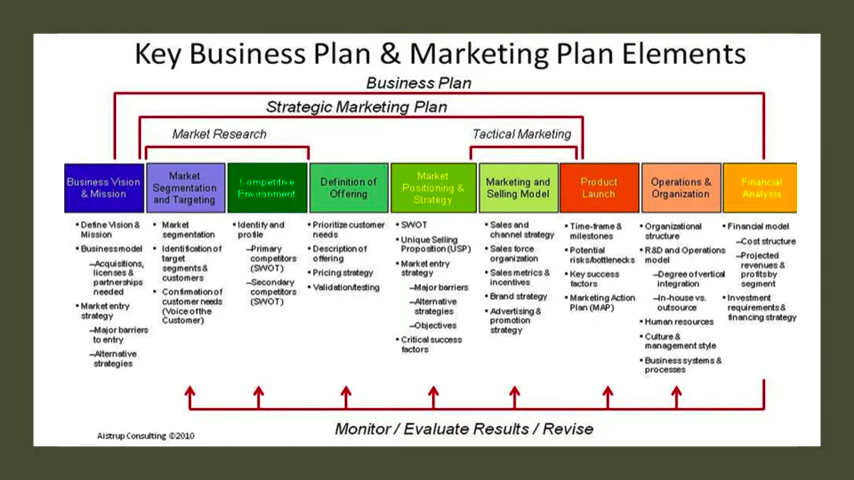 Key Business Plan & Marketing Plan Elements
Business Plan
Strategic Marketing Plan
Market Research
Tactical Marketing
Business Vision
& Mission
Market
Segmentation
and Targeting
Competitive
Environment
Definition of
Offering
Market
Positioning &
Strategy
Marketing and
Selling Model
Product
Launch
Operations &
Organization
Financial
Analysis
• Define Vision &
Mission
• Business model
–Acquisitions,
licenses &
partnerships
needed
• Market entry
strategy
–Major barriers
to entry
–Alternative
strategies
• Market
segmentation
• Identification of
target
segments &
customers
• Confirmation of
customer needs
(Voice of the
Customer)
• Identify and
profile
–Primary
competitors
(SWOT)
–Secondary
competitors
(SWOT)
• Prioritize customer
needs
• Description of
offering
• Pricing strategy
• Validation/testing
• SWOT
• Unique Selling
Proposition (USP)
• Market entry
strategy
–Major barriers
–Alternative
strategies
–Objectives
• Critical success
factors
• Sales and
channel strategy
• Sales force
organization
• Sales metrics &
incentives
• Brand strategy
• Advertising &
promotion
strategy
• Time-frame &
milestones
• Potential
risks/bottlenecks
• Key success
factors
• Marketing Action
Plan (MAP)
• Organizational
structure
• R&D and Operations
model
–Degree of vertical
integration
–In-house vs.
outsource
• Human resources
• Culture &
management style
• Business systems &
processes
• Financial model
–Cost structure
–Projected
revenues &
profits by
segment
• Investment
requirements &
financing strategy
Monitor / Evaluate Results / Revise
Aistrup Consulting ©2010